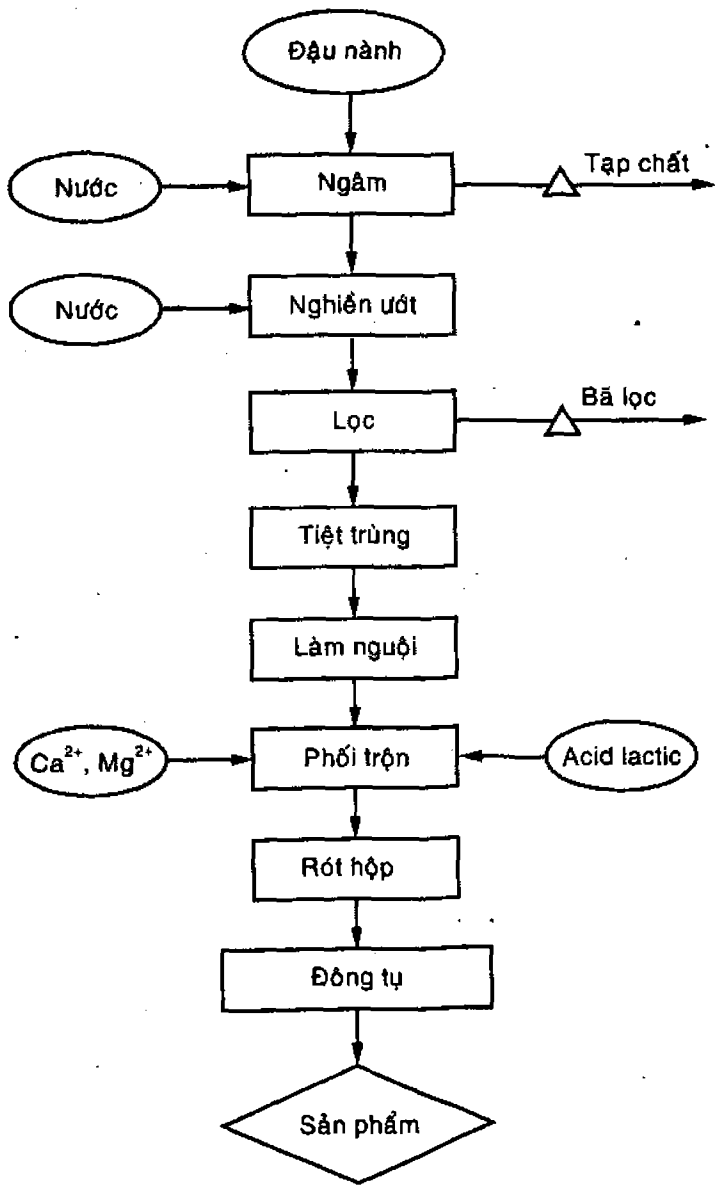 Đậu nành
Nước
Ngâm
Tạp chất
Nước
Nghiền ướt
Lọc
Bã lọc
Tiệt trùng
Làm nguội
Ca²⁺, Mg²⁺
Phối trộn
Acid lactic
Rót hộp
Đông tụ
Sản phẩm